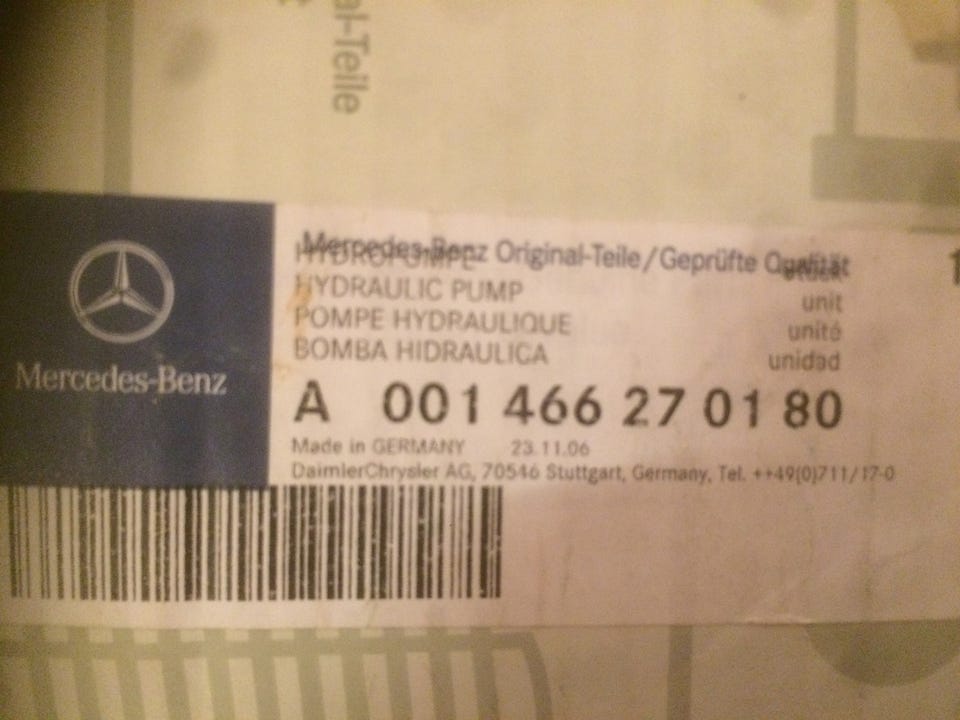 al-Teile
Mercedes-Benz Original-Teile/Geprüfte Qualität
HYDROPUMPE
HYDRAULIC PUMP unit
POMPE HYDRAULIQUE unité
BOMBA HIDRAULICA unidad
Mercedes-Benz
A 001 466 27 01 80
Made in GERMANY 23.11.06
DaimlerChrysler AG, 70546 Stuttgart, Germany, Tel. ++49(0)711/17-0